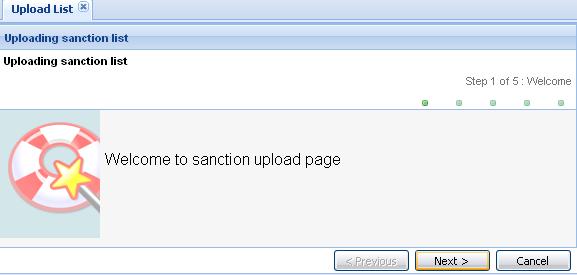 Upload List
Uploading sanction list
Uploading sanction list
Step 1 of 5 : Welcome
Welcome to sanction upload page
< Previous Next > Cancel